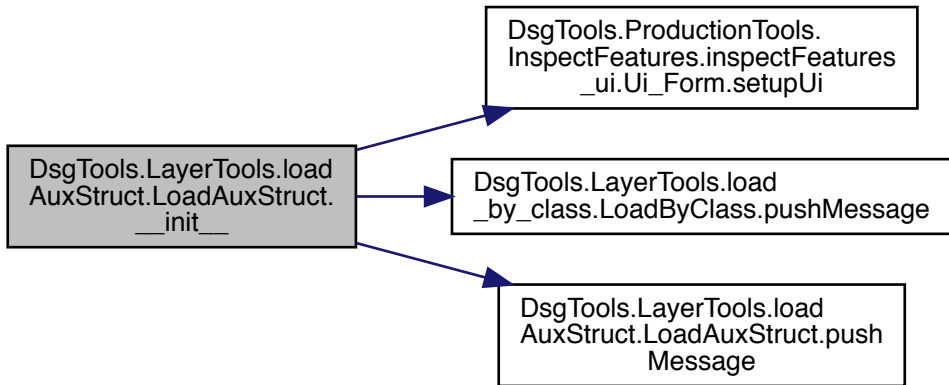 DsgTools.LayerTools.load
AuxStruct.LoadAuxStruct.
__init__
DsgTools.ProductionTools.
InspectFeatures.inspectFeatures
_ui.Ui_Form.setupUi
DsgTools.LayerTools.load
_by_class.LoadByClass.pushMessage
DsgTools.LayerTools.load
AuxStruct.LoadAuxStruct.push
Message